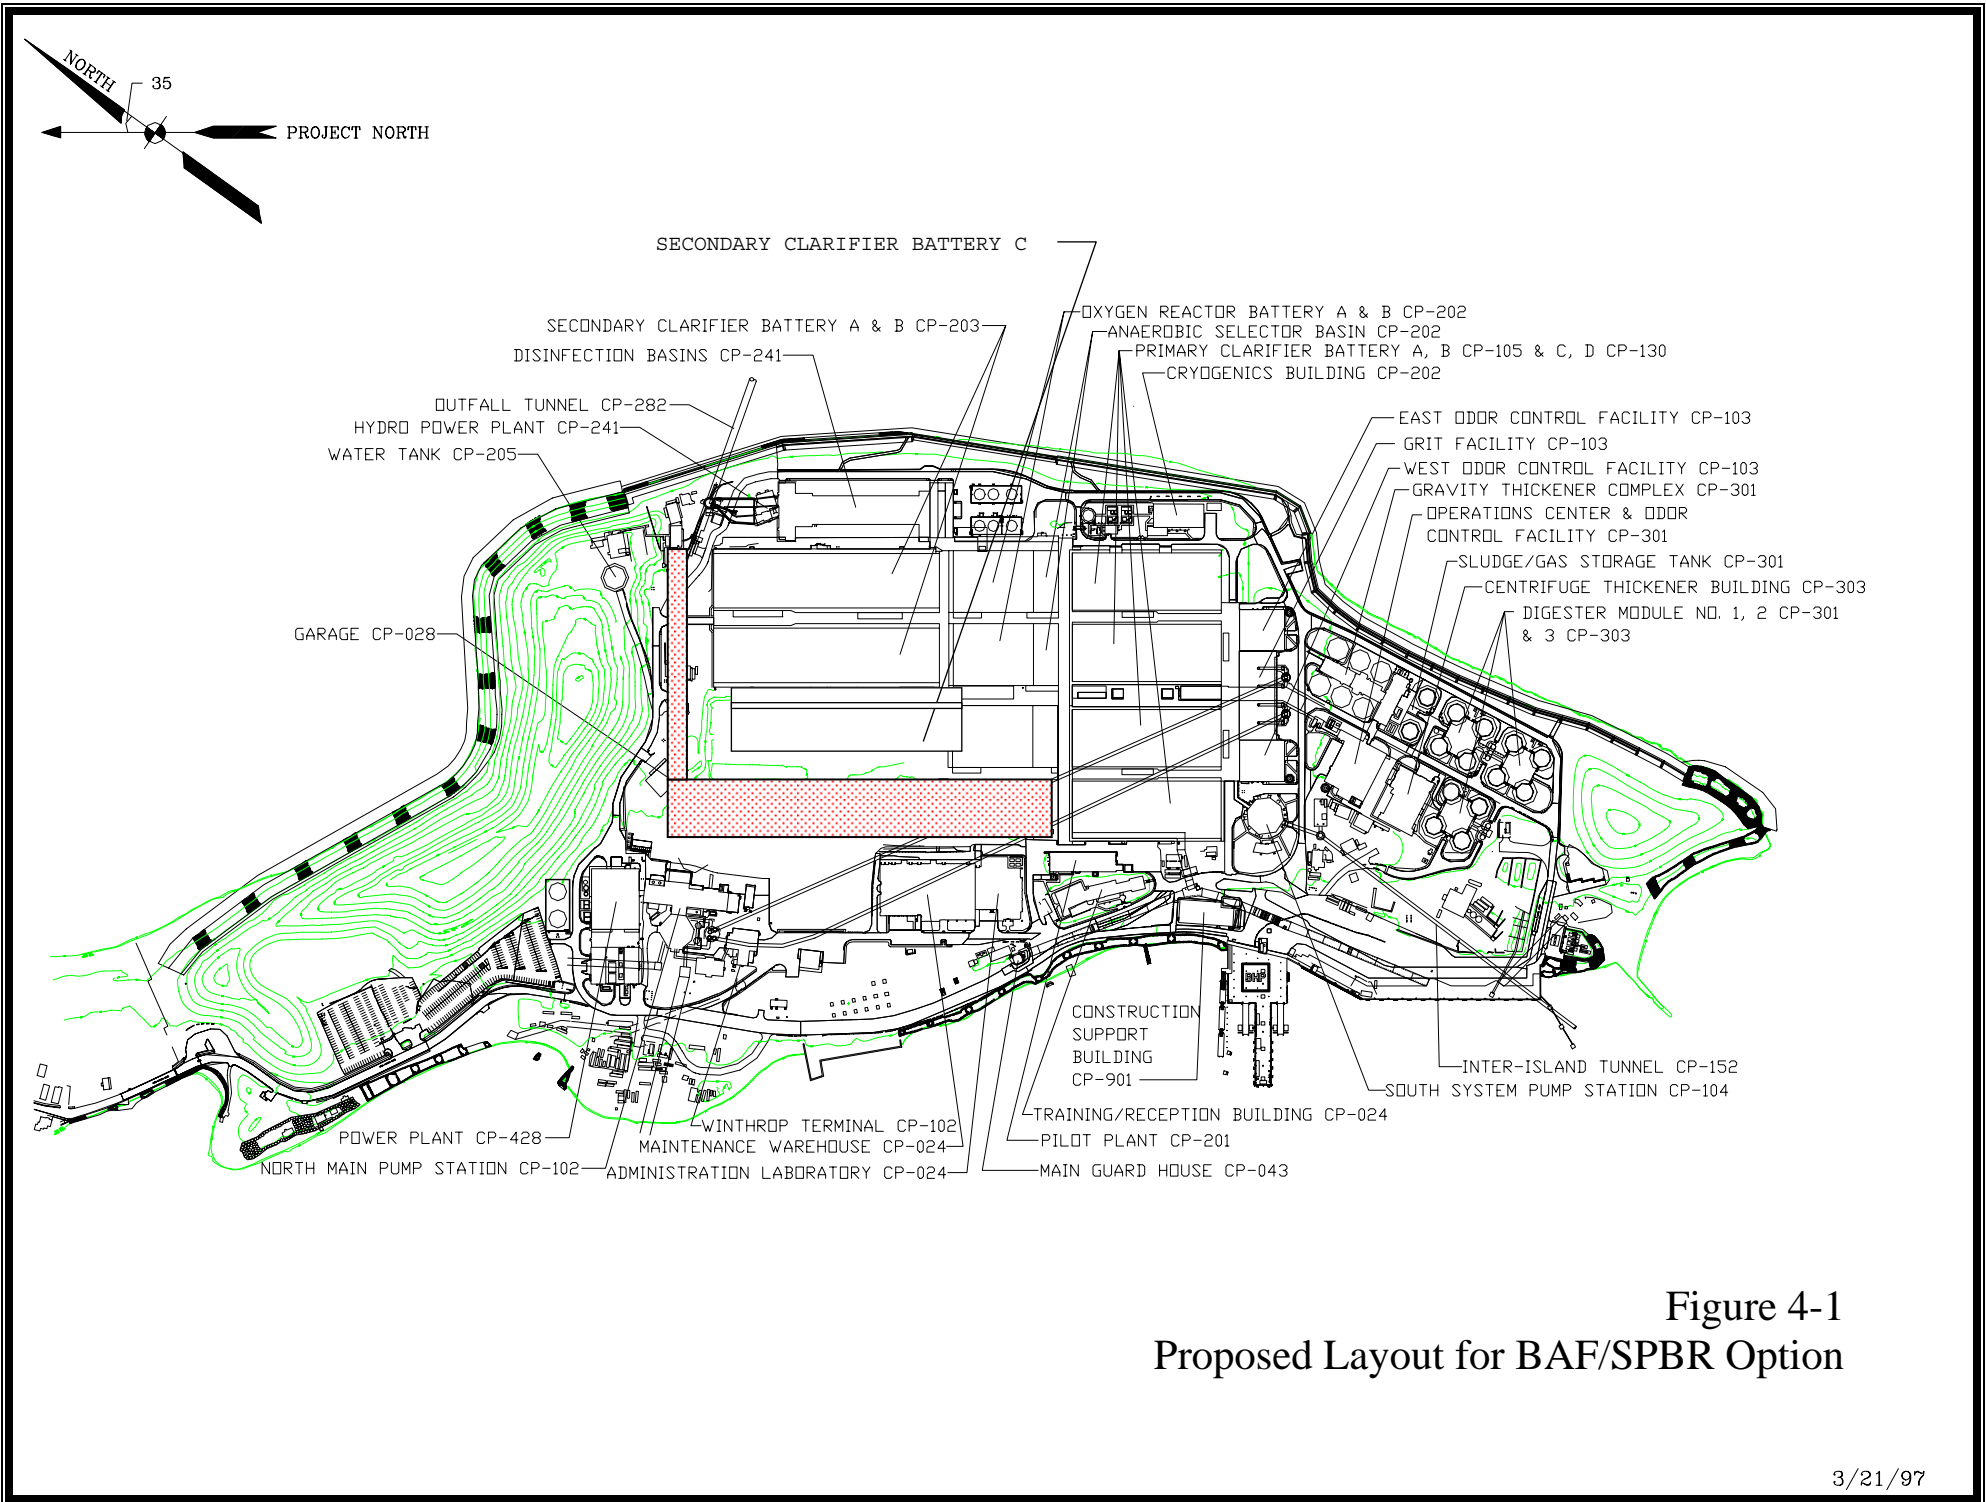 NORTH
35
PROJECT NORTH
SECONDARY CLARIFIER BATTERY C
OXYGEN REACTOR BATTERY A & B CP-202
SECONDARY CLARIFIER BATTERY A & B CP-203
ANAEROBIC SELECTOR BASIN CP-202
DISINFECTION BASINS CP-241
PRIMARY CLARIFIER BATTERY A, B CP-105 & C, D CP-130
CRYOGENICS BUILDING CP-202
OUTFALL TUNNEL CP-282
HYDRO POWER PLANT CP-241
WATER TANK CP-205
EAST ODOR CONTROL FACILITY CP-103
GRIT FACILITY CP-103
WEST ODOR CONTROL FACILITY CP-103
GRAVITY THICKENER COMPLEX CP-301
OPERATIONS CENTER & ODOR
CONTROL FACILITY CP-301
SLUDGE/GAS STORAGE TANK CP-301
CENTRIFUGE THICKENER BUILDING CP-303
DIGESTER MODULE NO. 1, 2 CP-301
& 3 CP-303
GARAGE CP-028
BHP
CONSTRUCTION
SUPPORT
BUILDING
CP-901
INTER-ISLAND TUNNEL CP-152
SOUTH SYSTEM PUMP STATION CP-104
TRAINING/RECEPTION BUILDING CP-024
WINTHROP TERMINAL CP-102
POWER PLANT CP-428
PILOT PLANT CP-201
MAINTENANCE WAREHOUSE CP-024
NORTH MAIN PUMP STATION CP-102
ADMINISTRATION LABORATORY CP-024
MAIN GUARD HOUSE CP-043
Figure 4-1
Proposed Layout for BAF/SPBR Option
3/21/97